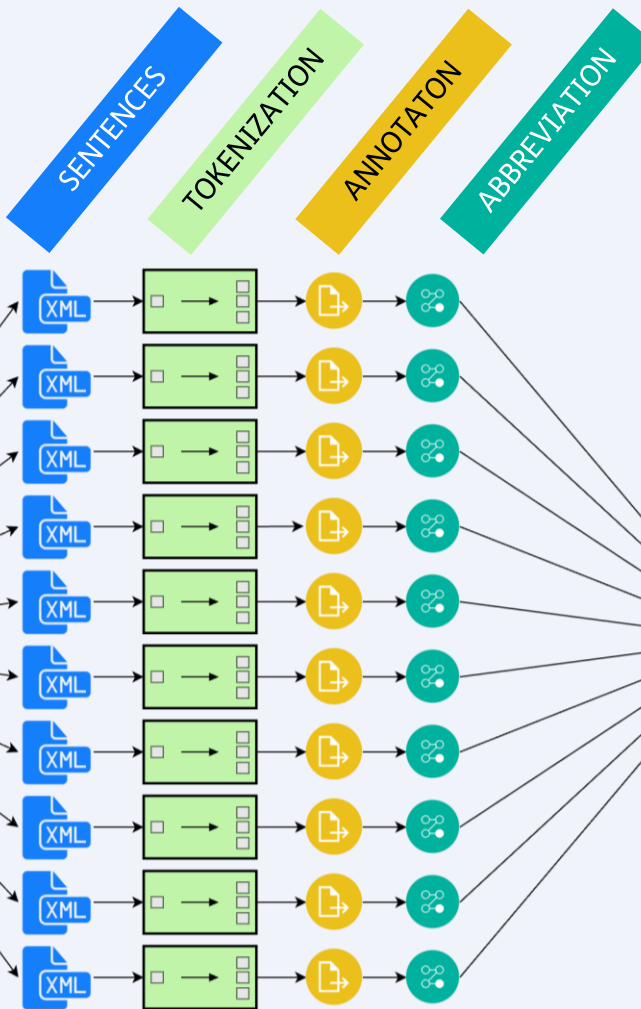 SENTENCES
TOKENIZATION
ANNOTATON
ABBREVIATION
XML
XML
XML
XML
XML
XML
XML
XML
XML
XML